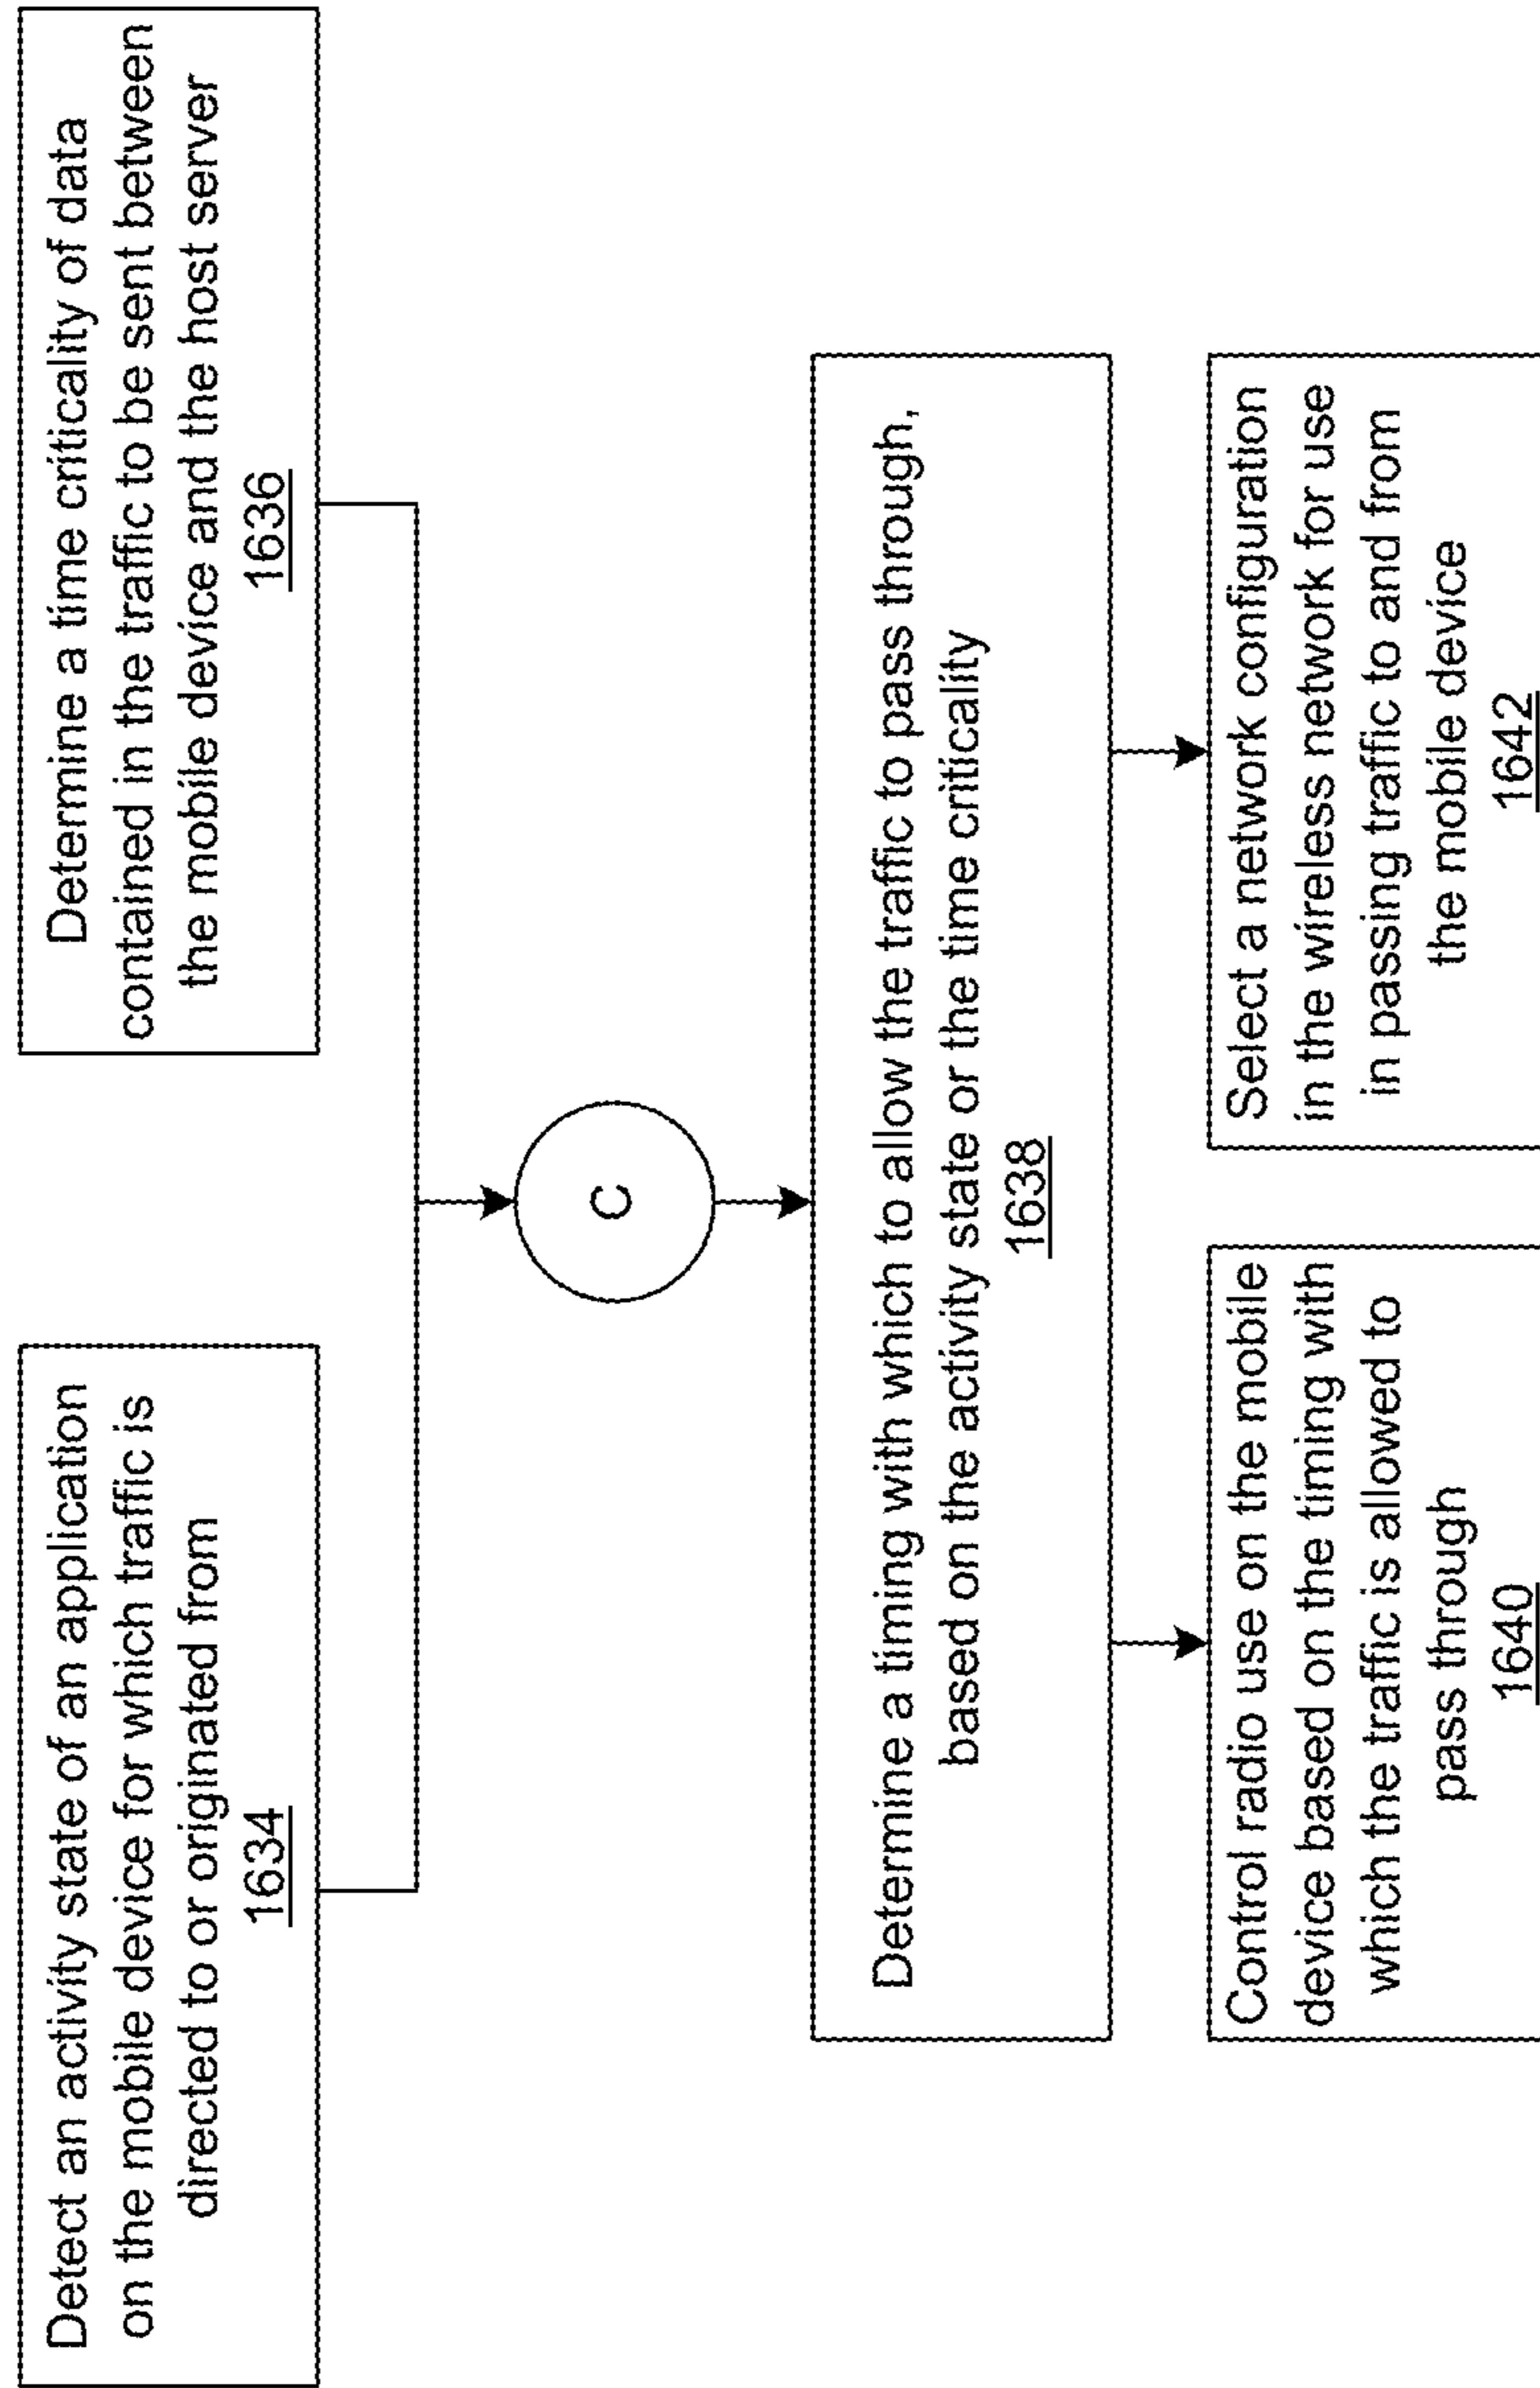 Detect an activity state of an application
on the mobile device for which traffic is
directed to or originated from
1634
Determine a time criticality of data
contained in the traffic to be sent between
the mobile device and the host server
1636
C
Determine a timing with which to allow the traffic to pass through,
based on the activity state or the time criticality
1638
Control radio use on the mobile
device based on the timing with
which the traffic is allowed to
pass through
1640
Select a network configuration
in the wireless network for use
in passing traffic to and from
the mobile device
1642